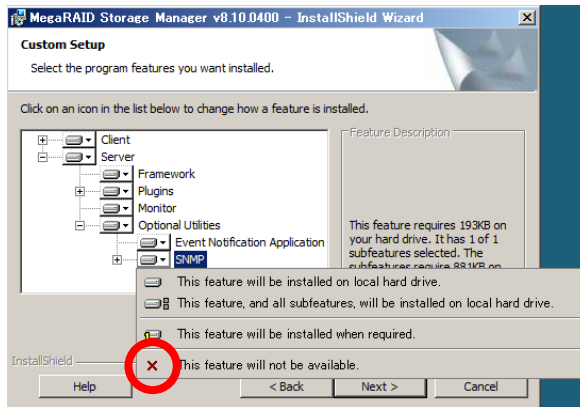 MegaRAID Storage Manager v8.10.0400 - InstallShield Wizard
Custom Setup
Select the program features you want installed.
Click on an icon in the list below to change how a feature is installed.
Client
Server
Framework
Plugins
Monitor
Optional Utilities
Event Notification Application
SNMP
Feature Description
This feature requires 193KB on
your hard drive. It has 1 of 1
subfeatures selected. The
subfeatures require 881KB on
This feature will be installed on local hard drive.
This feature, and all subfeatures, will be installed on local hard drive.
This feature will be installed when required.
This feature will not be available.
InstallShield
Help
< Back
Next >
Cancel